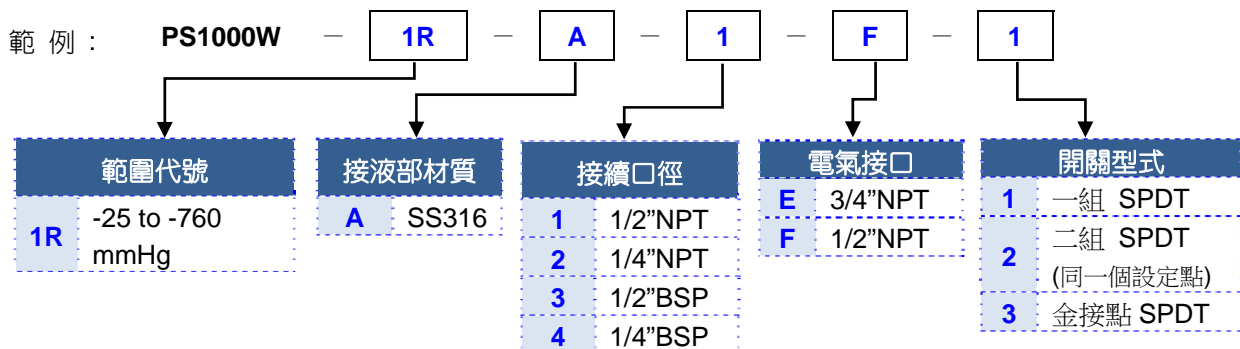 範 例 : PS1000W － 1R － A － 1 － F － 1
範圍代號
1R -25 to -760
mmHg
接液部材質
A SS316
接續口徑
1 1/2”NPT
2 1/4”NPT
3 1/2”BSP
4 1/4”BSP
電氣接口
E 3/4”NPT
F 1/2”NPT
開關型式
1 一組 SPDT
2 二組 SPDT
(同一個設定點)
3 金接點 SPDT